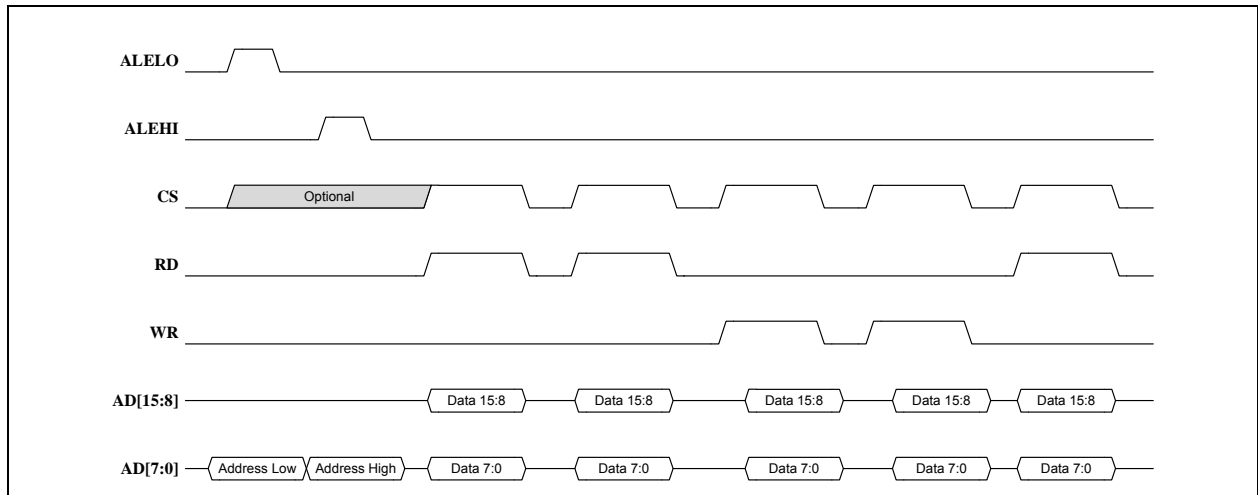 ALELO
ALEHI
CS Optional
RD
WR
AD[15:8] Data 15:8 Data 15:8 Data 15:8 Data 15:8 Data 15:8
AD[7:0] Address Low Address High Data 7:0 Data 7:0 Data 7:0 Data 7:0 Data 7:0